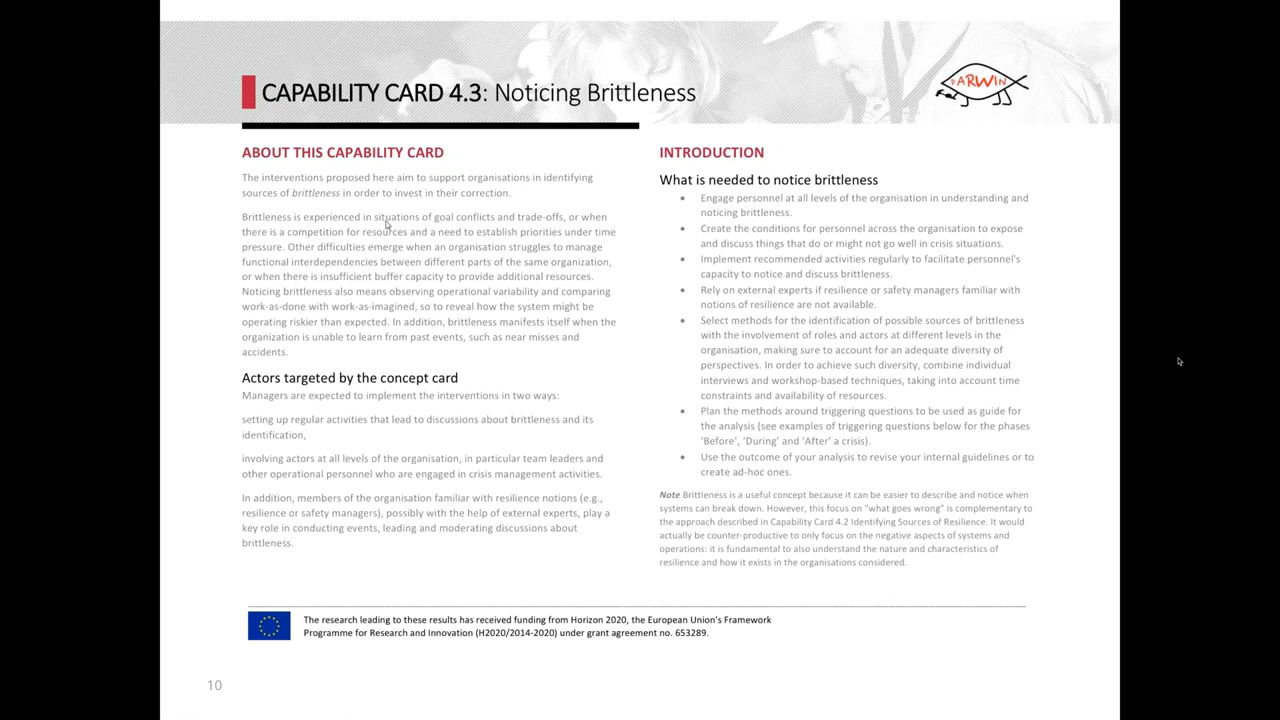 CAPABILITY CARD 4.3: Noticing Brittleness
DARWIN
ABOUT THIS CAPABILITY CARD
The interventions proposed here aim to support organisations in identifying
sources of brittleness in order to invest in their correction.
Brittleness is experienced in situations of goal conflicts and trade-offs, or when
there is a competition for resources and a need to establish priorities under time
pressure. Other difficulties emerge when an organisation struggles to manage
functional interdependencies between different parts of the same organization,
or when there is insufficient buffer capacity to provide additional resources.
Noticing brittleness also means observing operational variability and comparing
work-as-done with work-as-imagined, so to reveal how the system might be
operating riskier than expected. In addition, brittleness manifests itself when the
organization is unable to learn from past events, such as near misses and
accidents.
Actors targeted by the concept card
Managers are expected to implement the interventions in two ways:
setting up regular activities that lead to discussions about brittleness and its
identification,
involving actors at all levels of the organisation, in particular team leaders and
other operational personnel who are engaged in crisis management activities.
In addition, members of the organisation familiar with resilience notions (e.g.,
resilience or safety managers), possibly with the help of external experts, play a
key role in conducting events, leading and moderating discussions about
brittleness.
INTRODUCTION
What is needed to notice brittleness
• Engage personnel at all levels of the organisation in understanding and
noticing brittleness.
• Create the conditions for personnel across the organisation to expose
and discuss things that do or might not go well in crisis situations.
• Implement recommended activities regularly to facilitate personnel's
capacity to notice and discuss brittleness.
• Rely on external experts if resilience or safety managers familiar with
notions of resilience are not available.
• Select methods for the identification of possible sources of brittleness
with the involvement of roles and actors at different levels in the
organisation, making sure to account for an adequate diversity of
perspectives. In order to achieve such diversity, combine individual
interviews and workshop-based techniques, taking into account time
constraints and availability of resources.
• Plan the methods around triggering questions to be used as guide for
the analysis (see examples of triggering questions below for the phases
‘Before’, ‘During’ and ‘After’ a crisis).
• Use the outcome of your analysis to revise your internal guidelines or to
create ad-hoc ones.
Note Brittleness is a useful concept because it can be easier to describe and notice when
systems can break down. However, this focus on "what goes wrong" is complementary to
the approach described in Capability Card 4.2 Identifying Sources of Resilience. It would
actually be counter-productive to only focus on the negative aspects of systems and
operations: it is fundamental to also understand the nature and characteristics of
resilience and how it exists in the organisations considered.
The research leading to these results has received funding from Horizon 2020, the European Union's Framework
Programme for Research and Innovation (H2020/2014-2020) under grant agreement no. 653289.
10